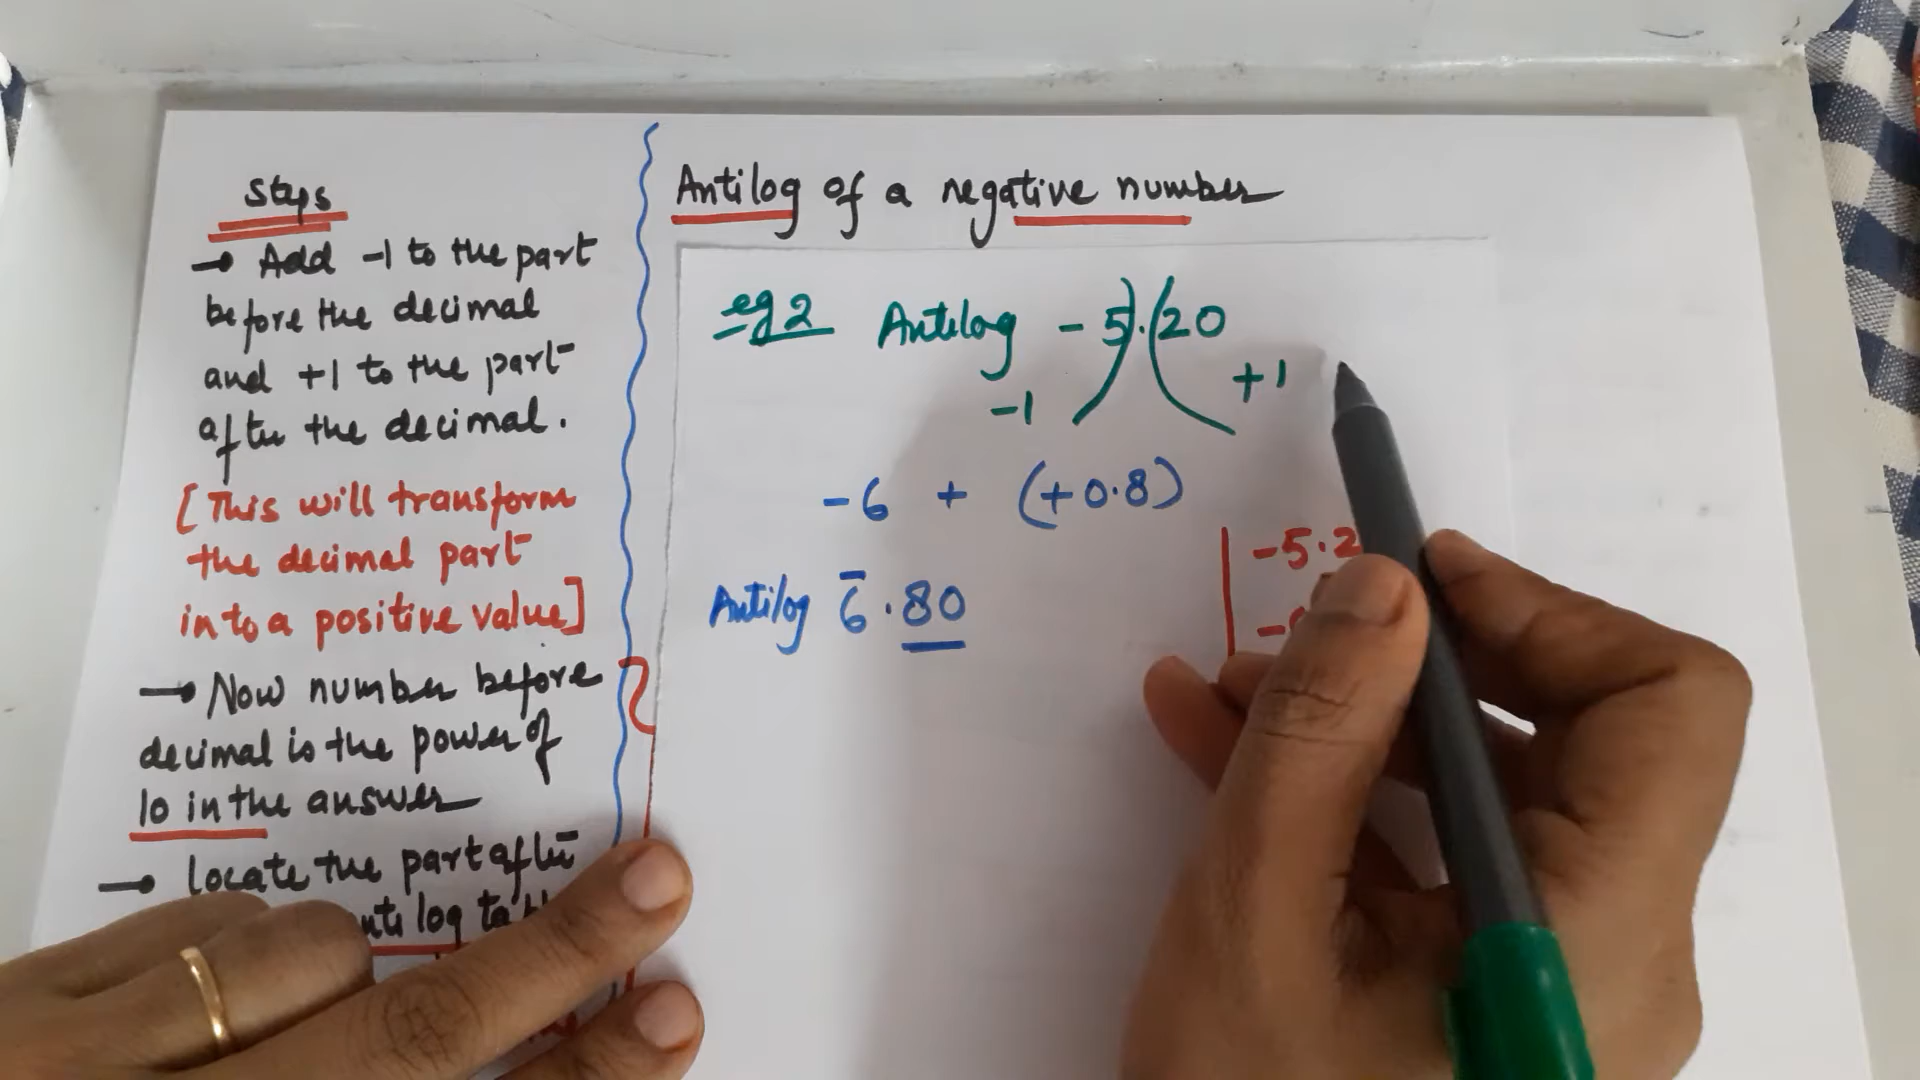 Steps
→ Add -1 to the part
before the decimal
and +1 to the part
after the decimal.
[This will transform
the decimal part
into a positive value]
→ Now number before
decimal is the power of
10 in the answer
→ locate the part after
log
Antilog of a negative number
eg 2 Antilog -5).(20
-1 +1
-6 + (+0.8)
Antilog 6̅.80
-5.2